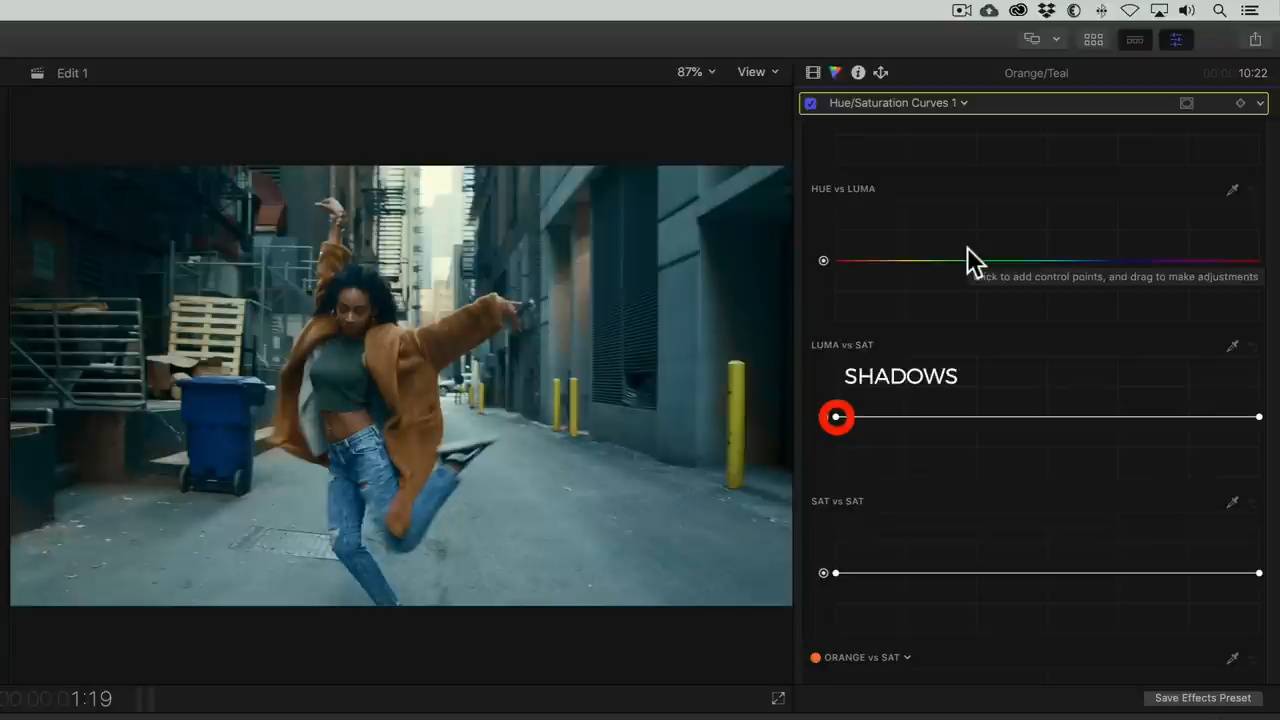 Edit 1
87%
View
Orange/Teal
10:22
Hue/Saturation Curves 1
HUE vs LUMA
to add control points, and drag to make adjustments
LUMA vs SAT
SHADOWS
SAT vs SAT
ORANGE vs SAT
1:19
Save Effects Preset